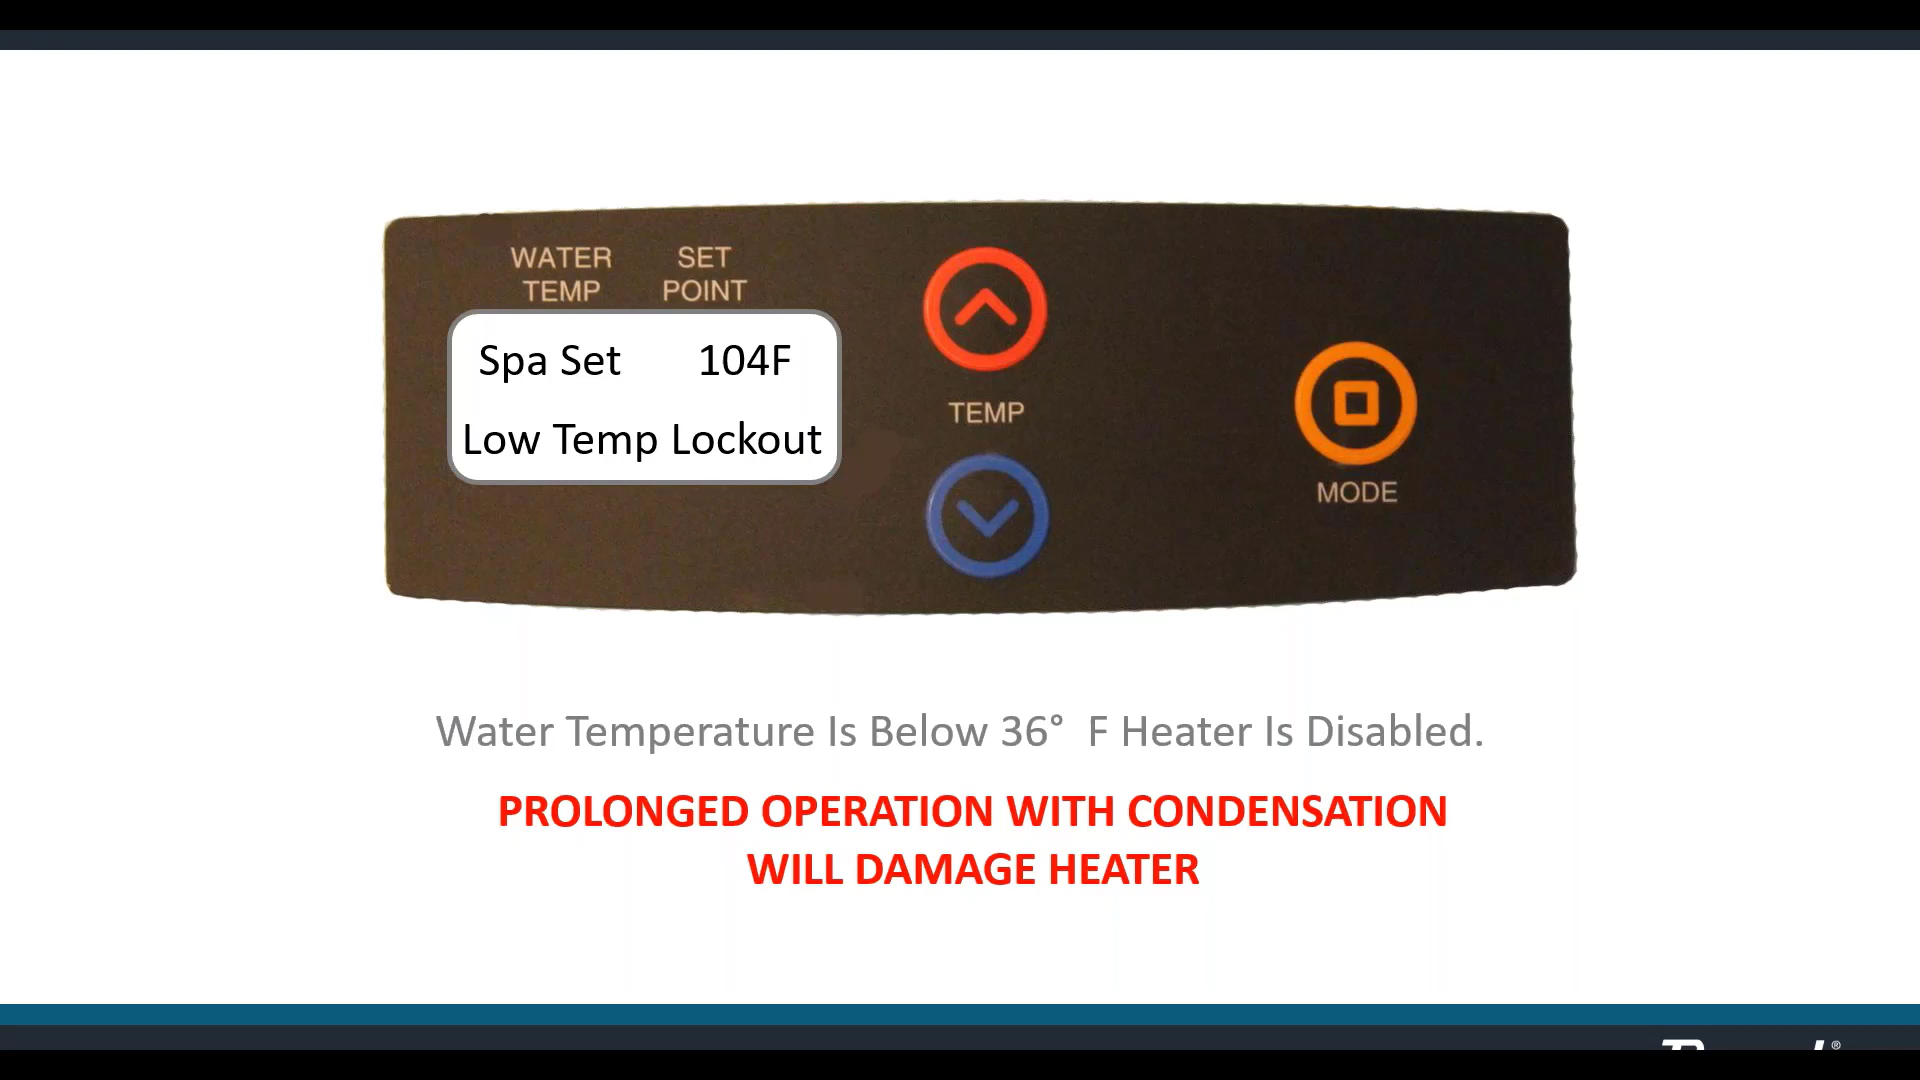 WATER SET
TEMP POINT
Spa Set 104F
Low Temp Lockout
TEMP
MODE
Water Temperature Is Below 36° F Heater Is Disabled.
PROLONGED OPERATION WITH CONDENSATION
WILL DAMAGE HEATER
®